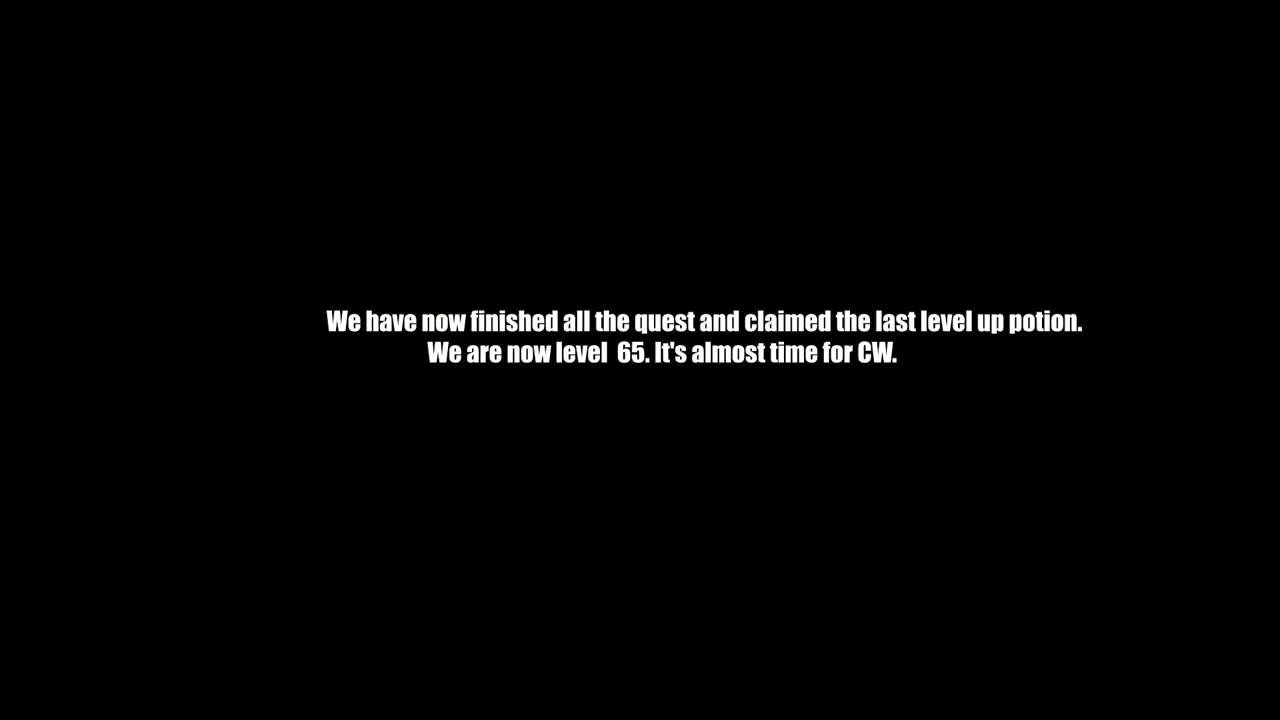 We have now finished all the quest and claimed the last level up potion.
We are now level  65. It's almost time for CW.